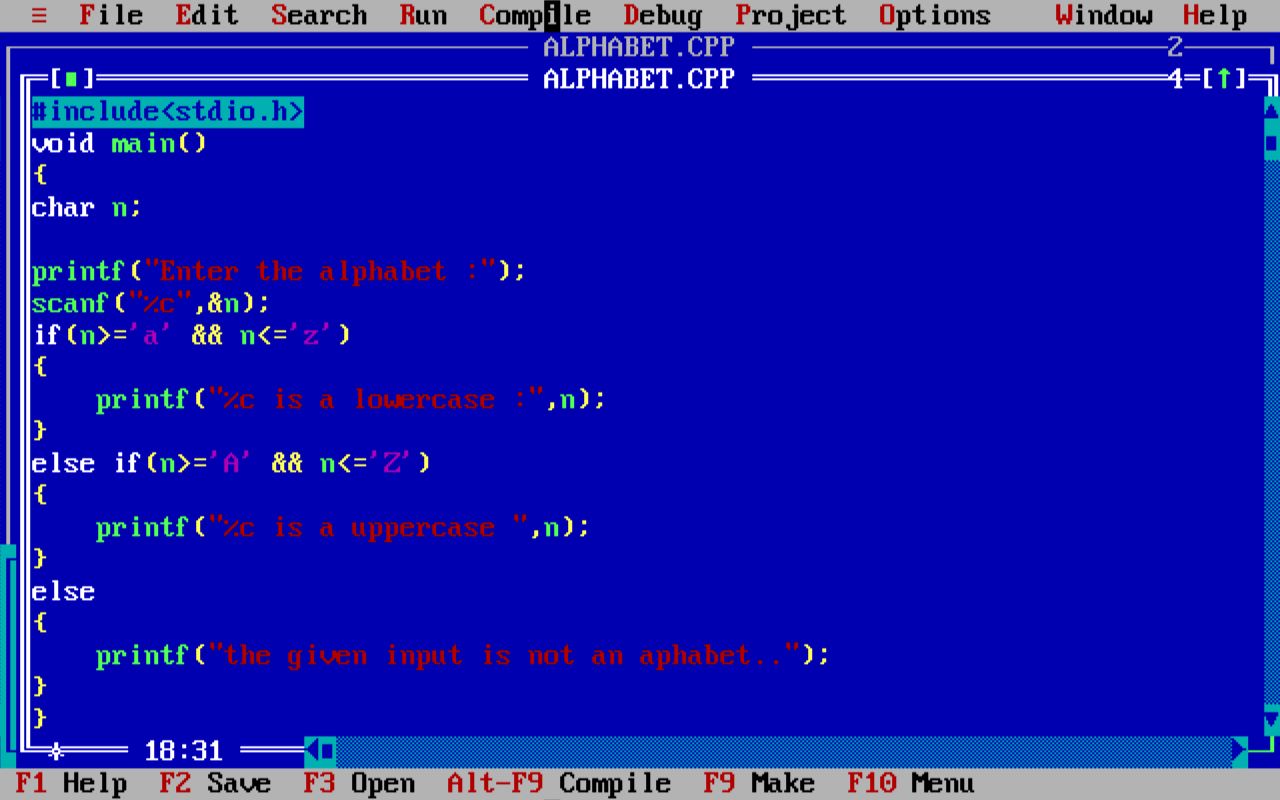 ≡ File Edit Search Run Compile Debug Project Options Window Help
ALPHABET.CPP 2
[■] ALPHABET.CPP 4=[↑]
#include<stdio.h>
void main()
{
char n;
printf("Enter the alphabet :");
scanf("%c",&n);
if(n>='a' && n<='z')
{
    printf("%c is a lowercase :",n);
}
else if(n>='A' && n<='Z')
{
    printf("%c is a uppercase ",n);
}
else
{
    printf("the given input is not an aphabet..");
}
}
18:31
F1 Help F2 Save F3 Open Alt-F9 Compile F9 Make F10 Menu